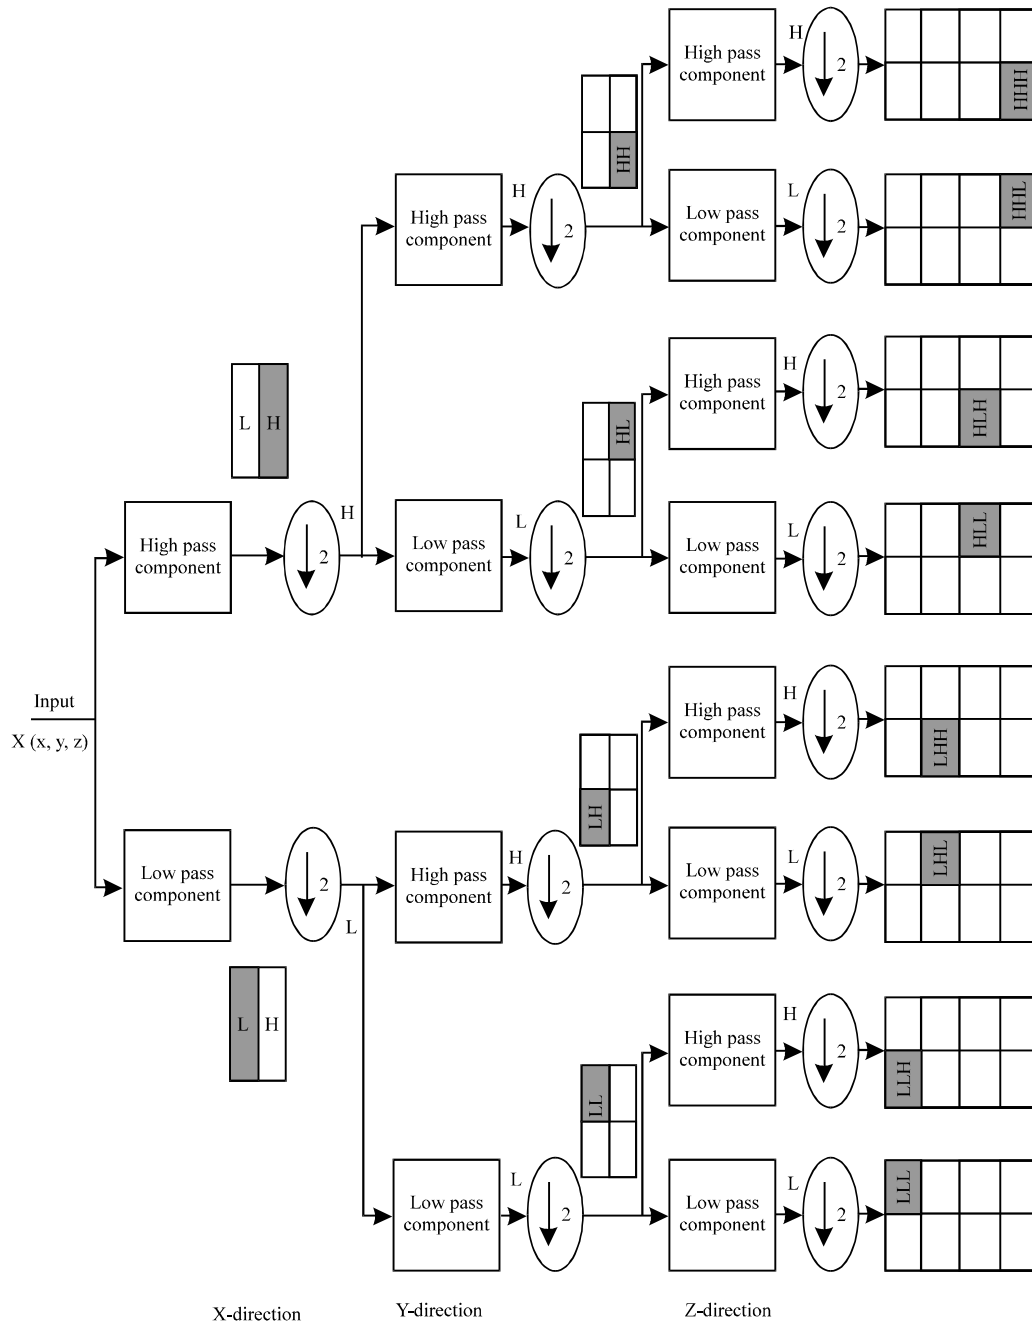 High pass
component
H
2
HHH
HH
High pass
component
H
2
Low pass
component
L
2
HHL
L
H
High pass
component
H
2
HLH
HL
High pass
component
2
H
Low pass
component
L
2
Low pass
component
L
2
HLL
Input
X (x, y, z)
High pass
component
H
2
LHH
LH
Low pass
component
2
L
High pass
component
H
2
Low pass
component
L
2
LHL
L
H
High pass
component
H
2
LLH
LL
Low pass
component
L
2
Low pass
component
L
2
LLL
X-direction
Y-direction
Z-direction